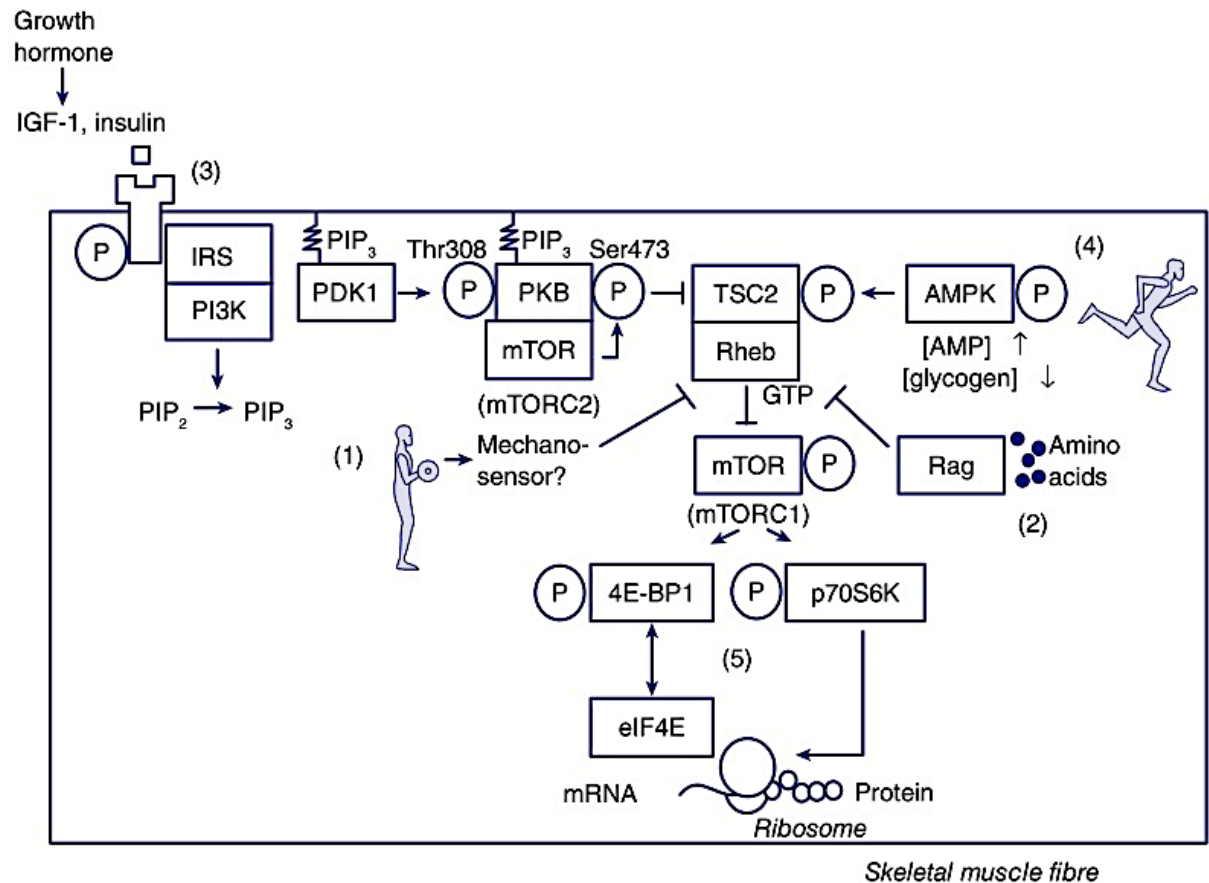 Growth
hormone
IGF-1, insulin
(3)
P
IRS
PI3K
PIP2
PIP3
PIP3
PDK1
Thr308
P
PIP3
PKB
mTOR
(mTORC2)
Ser473
P
TSC2
Rheb
P
GTP
AMPK
P
(4)
[AMP] ↑
[glycogen] ↓
(1)
Mechano-
sensor?
mTOR
P
(mTORC1)
Rag
Amino
acids
(2)
P
4E-BP1
P
p70S6K
(5)
eIF4E
mRNA
Protein
Ribosome
Skeletal muscle fibre